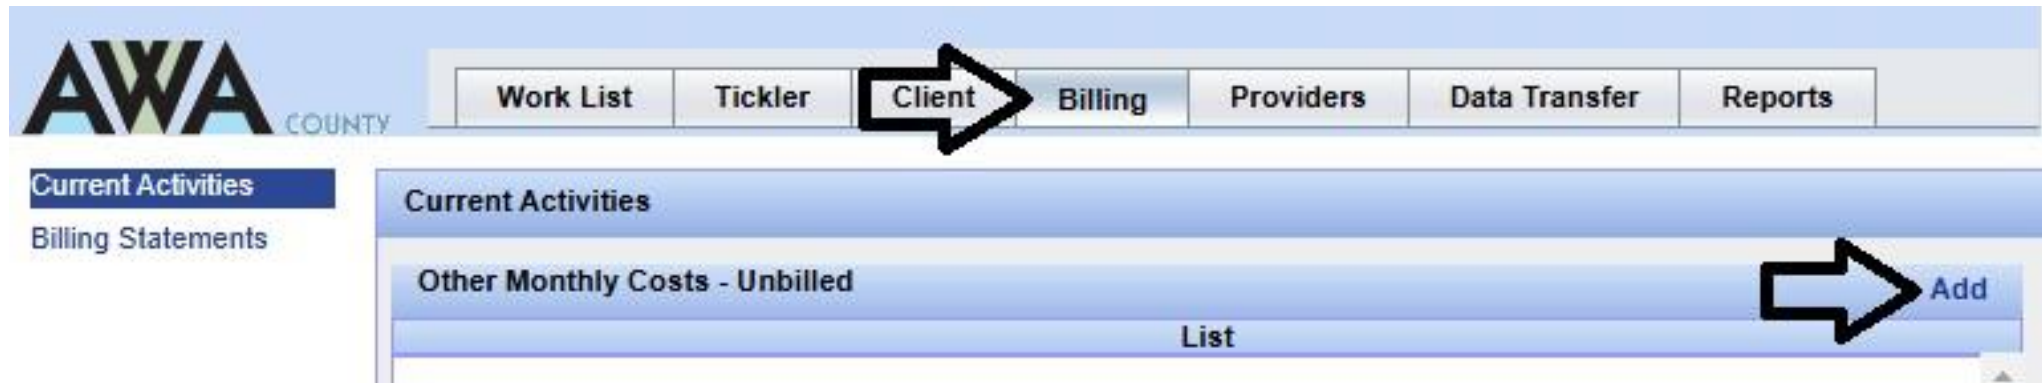 AWA COUNTY
Work List Tickler Client Billing Providers Data Transfer Reports
Current Activities
Billing Statements
Current Activities
Other Monthly Costs - Unbilled Add
List